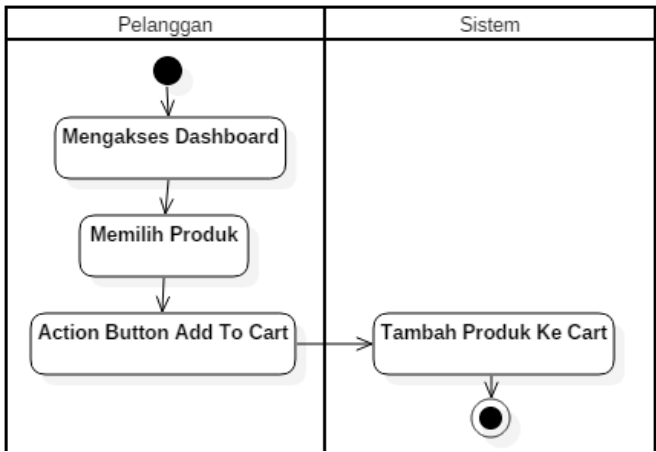 Pelanggan
Sistem
Mengakses Dashboard
Memilih Produk
Action Button Add To Cart
Tambah Produk Ke Cart